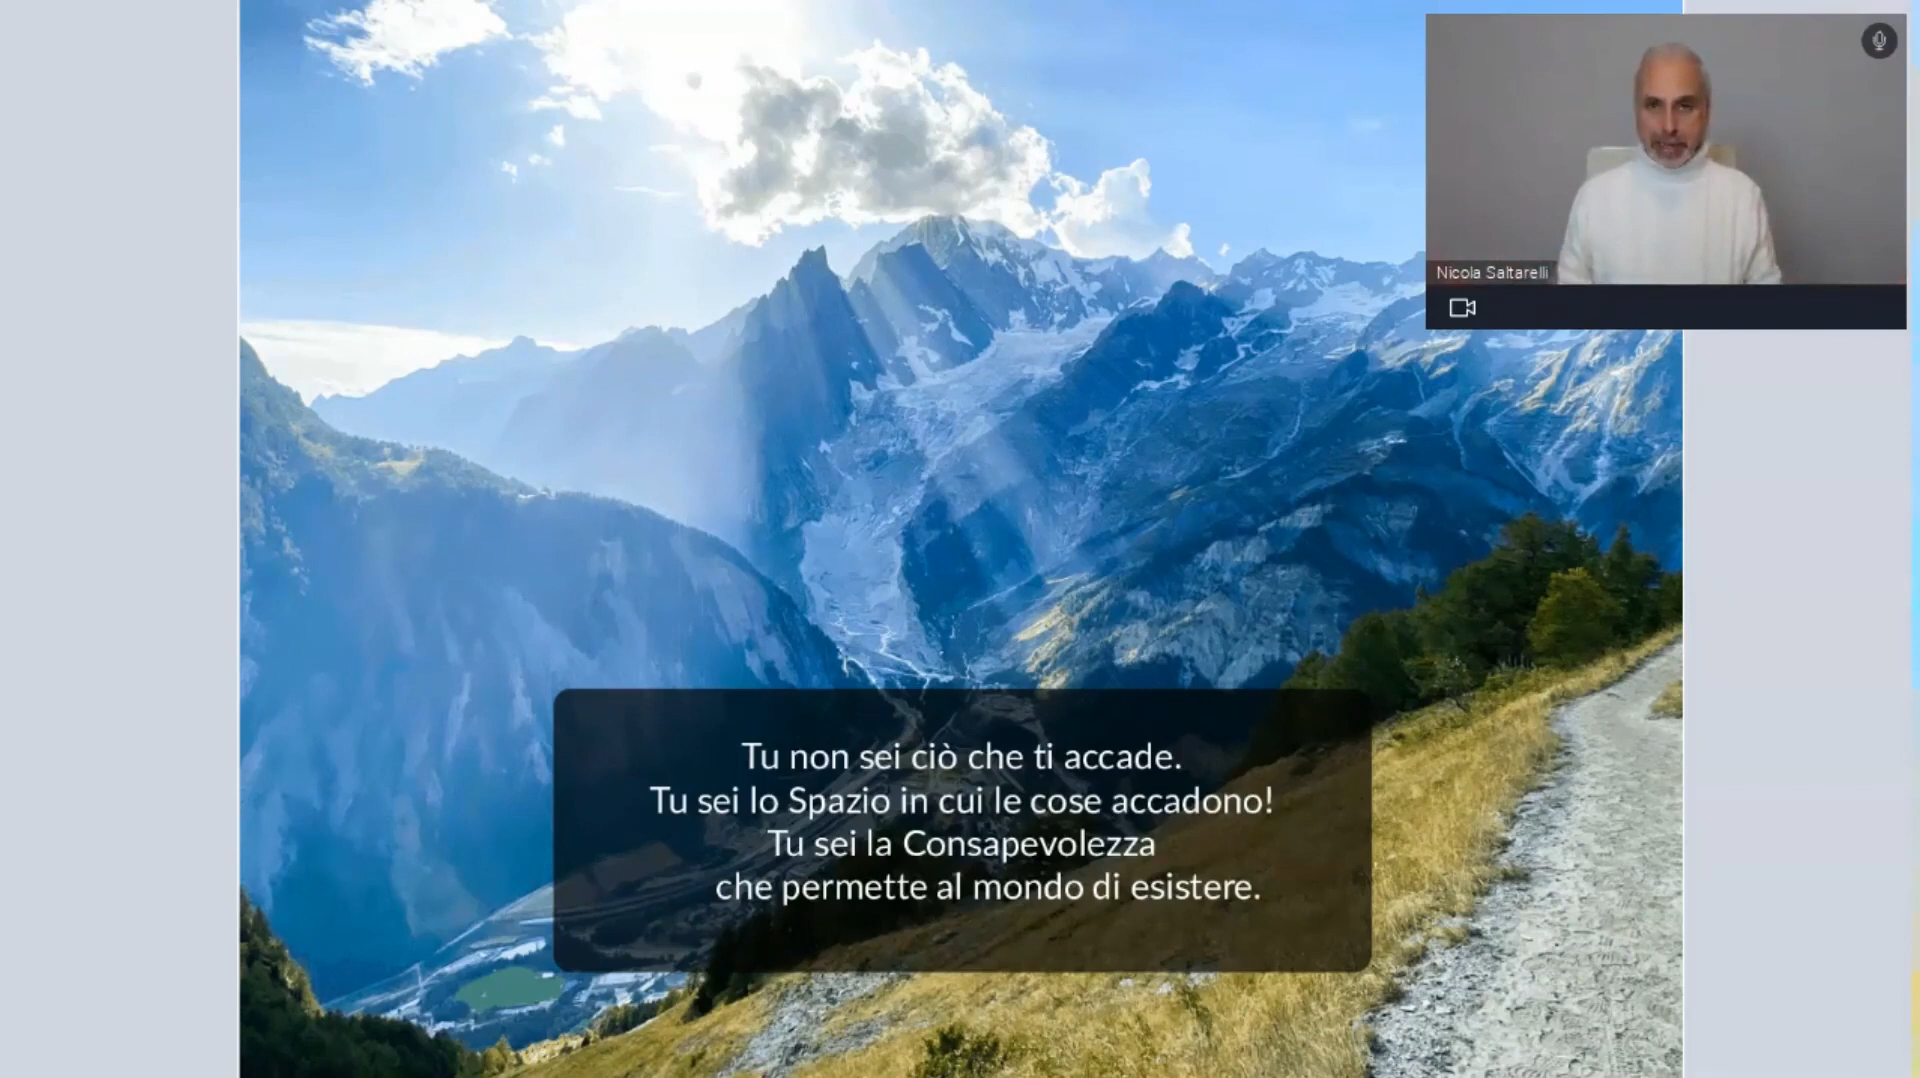 Nicola Saltarelli
Tu non sei ciò che ti accade.
Tu sei lo Spazio in cui le cose accadono!
Tu sei la Consapevolezza
che permette al mondo di esistere.